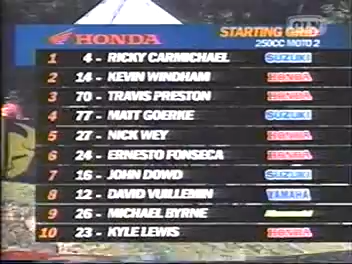 OLN
HONDA
STARTING GRID
250CC MOTO 2
1 4 - RICKY CARMICHAEL SUZUKI
2 14 - KEVIN WINDHAM HONDA
3 70 - TRAVIS PRESTON HONDA
4 77 - MATT GOERKE SUZUKI
5 27 - NICK WEY HONDA
6 24 - ERNESTO FONSECA HONDA
7 16 - JOHN DOWD SUZUKI
8 12 - DAVID VUILLEMIN YAMAHA
9 26 - MICHAEL BYRNE Kawasaki
10 23 - KYLE LEWIS HONDA